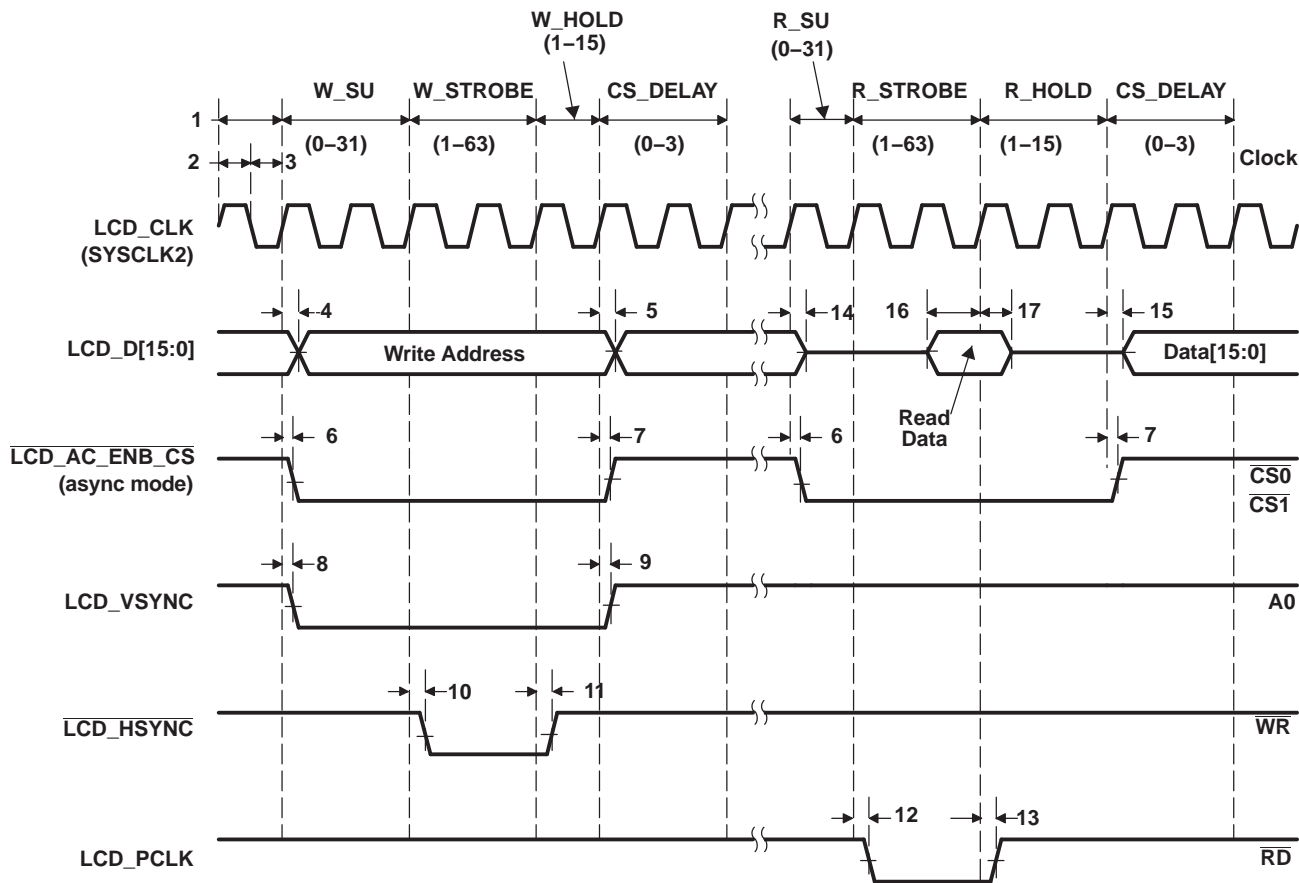 W_HOLD
(1–15)
R_SU
(0–31)
W_SU
W_STROBE
CS_DELAY
R_STROBE
R_HOLD
CS_DELAY
1
(0–31)
(1–63)
(0–3)
(1–63)
(1–15)
(0–3)
2
3
Clock
LCD_CLK
(SYSCLK2)
4
5
14
16
17
15
LCD_D[15:0]
Write Address
Data[15:0]
Read
Data
6
7
6
7
LCD_AC_ENB_CS
(async mode)
CS0
CS1
8
9
LCD_VSYNC
A0
10
11
LCD_HSYNC
WR
12
13
LCD_PCLK
RD